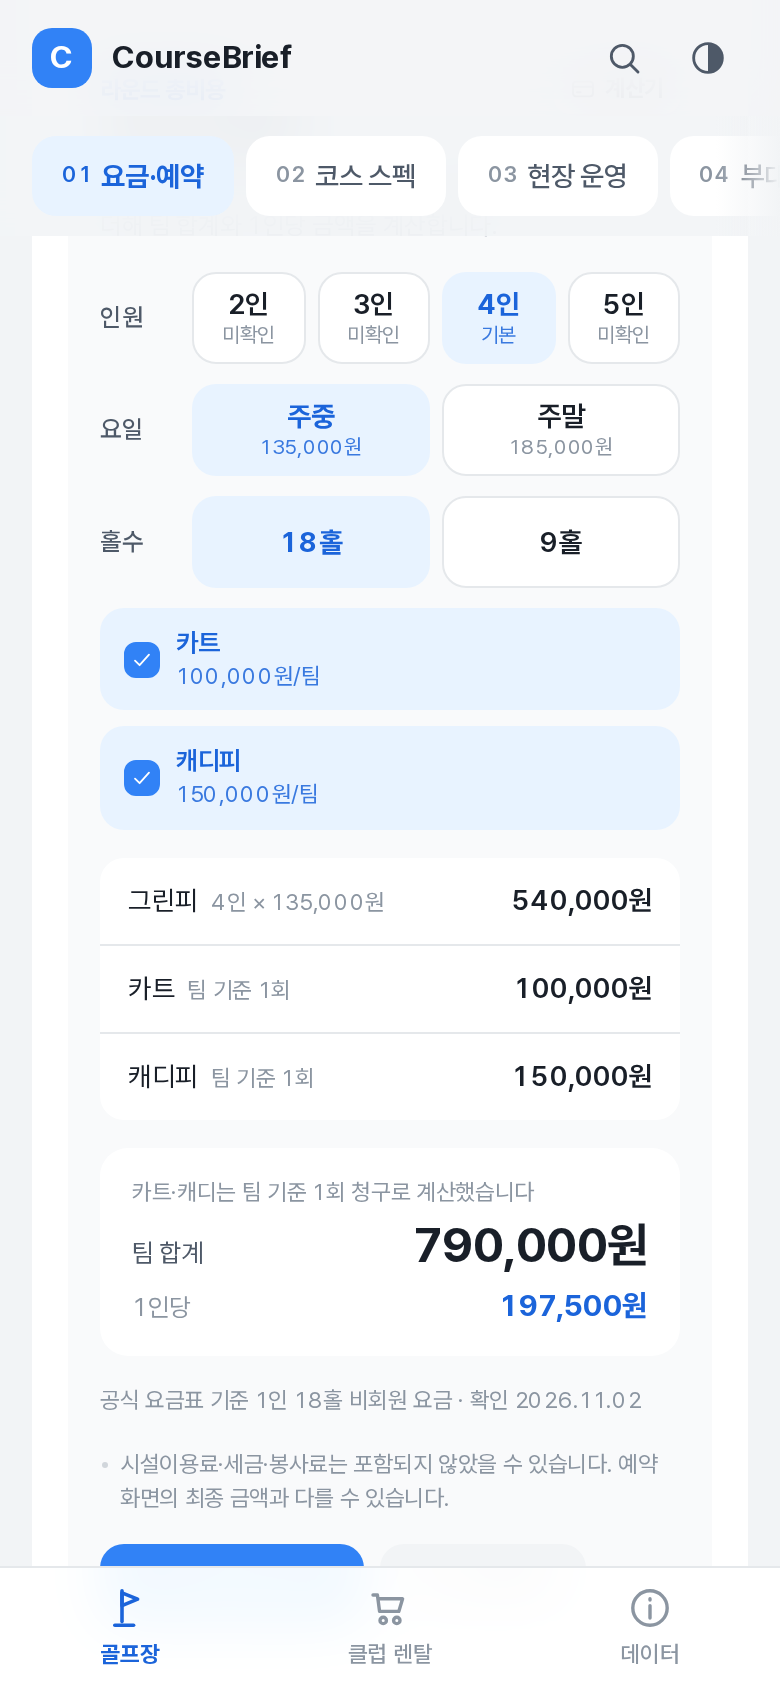 C CourseBrief
01 요금·예약 02 코스 스펙 03 현장 운영 04
인원
2인
미확인
3인
미확인
4인
기본
5인
미확인
요일
주중
135,000원
주말
185,000원
홀수
18홀
9홀
카트
100,000원/팀
캐디피
150,000원/팀
그린피 4인 × 135,000원 540,000원
카트 팀 기준 1회 100,000원
캐디피 팀 기준 1회 150,000원
카트·캐디는 팀 기준 1회 청구로 계산했습니다
팀 합계 790,000원
1인당 197,500원
공식 요금표 기준 1인 18홀 비회원 요금 · 확인 2026.11.02
• 시설이용료·세금·봉사료는 포함되지 않았을 수 있습니다. 예약
화면의 최종 금액과 다를 수 있습니다.
골프장 클럽 렌탈 데이터